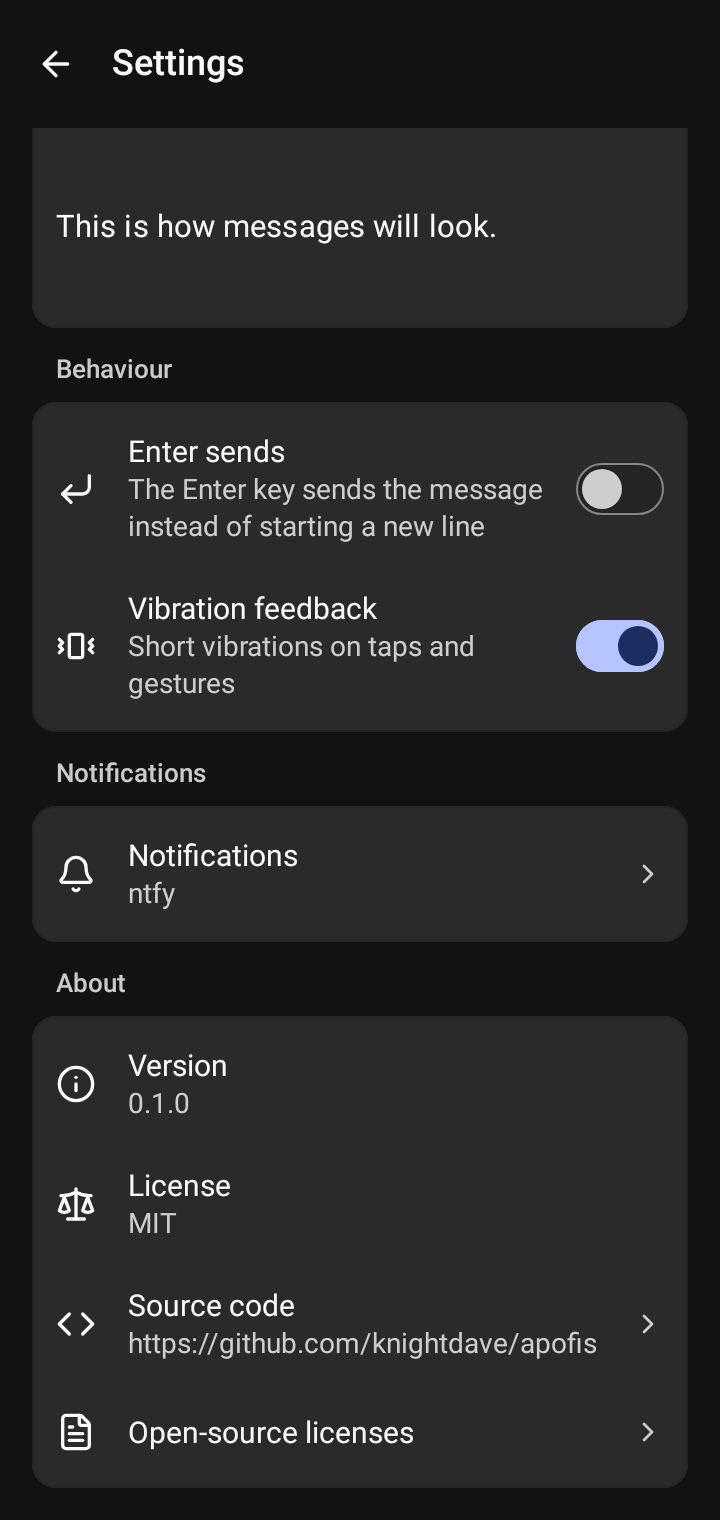 Settings
This is how messages will look.
Behaviour
Enter sends
The Enter key sends the message
instead of starting a new line
Vibration feedback
Short vibrations on taps and
gestures
Notifications
Notifications
ntfy
About
Version
0.1.0
License
MIT
Source code
https://github.com/knightdave/apofis
Open-source licenses